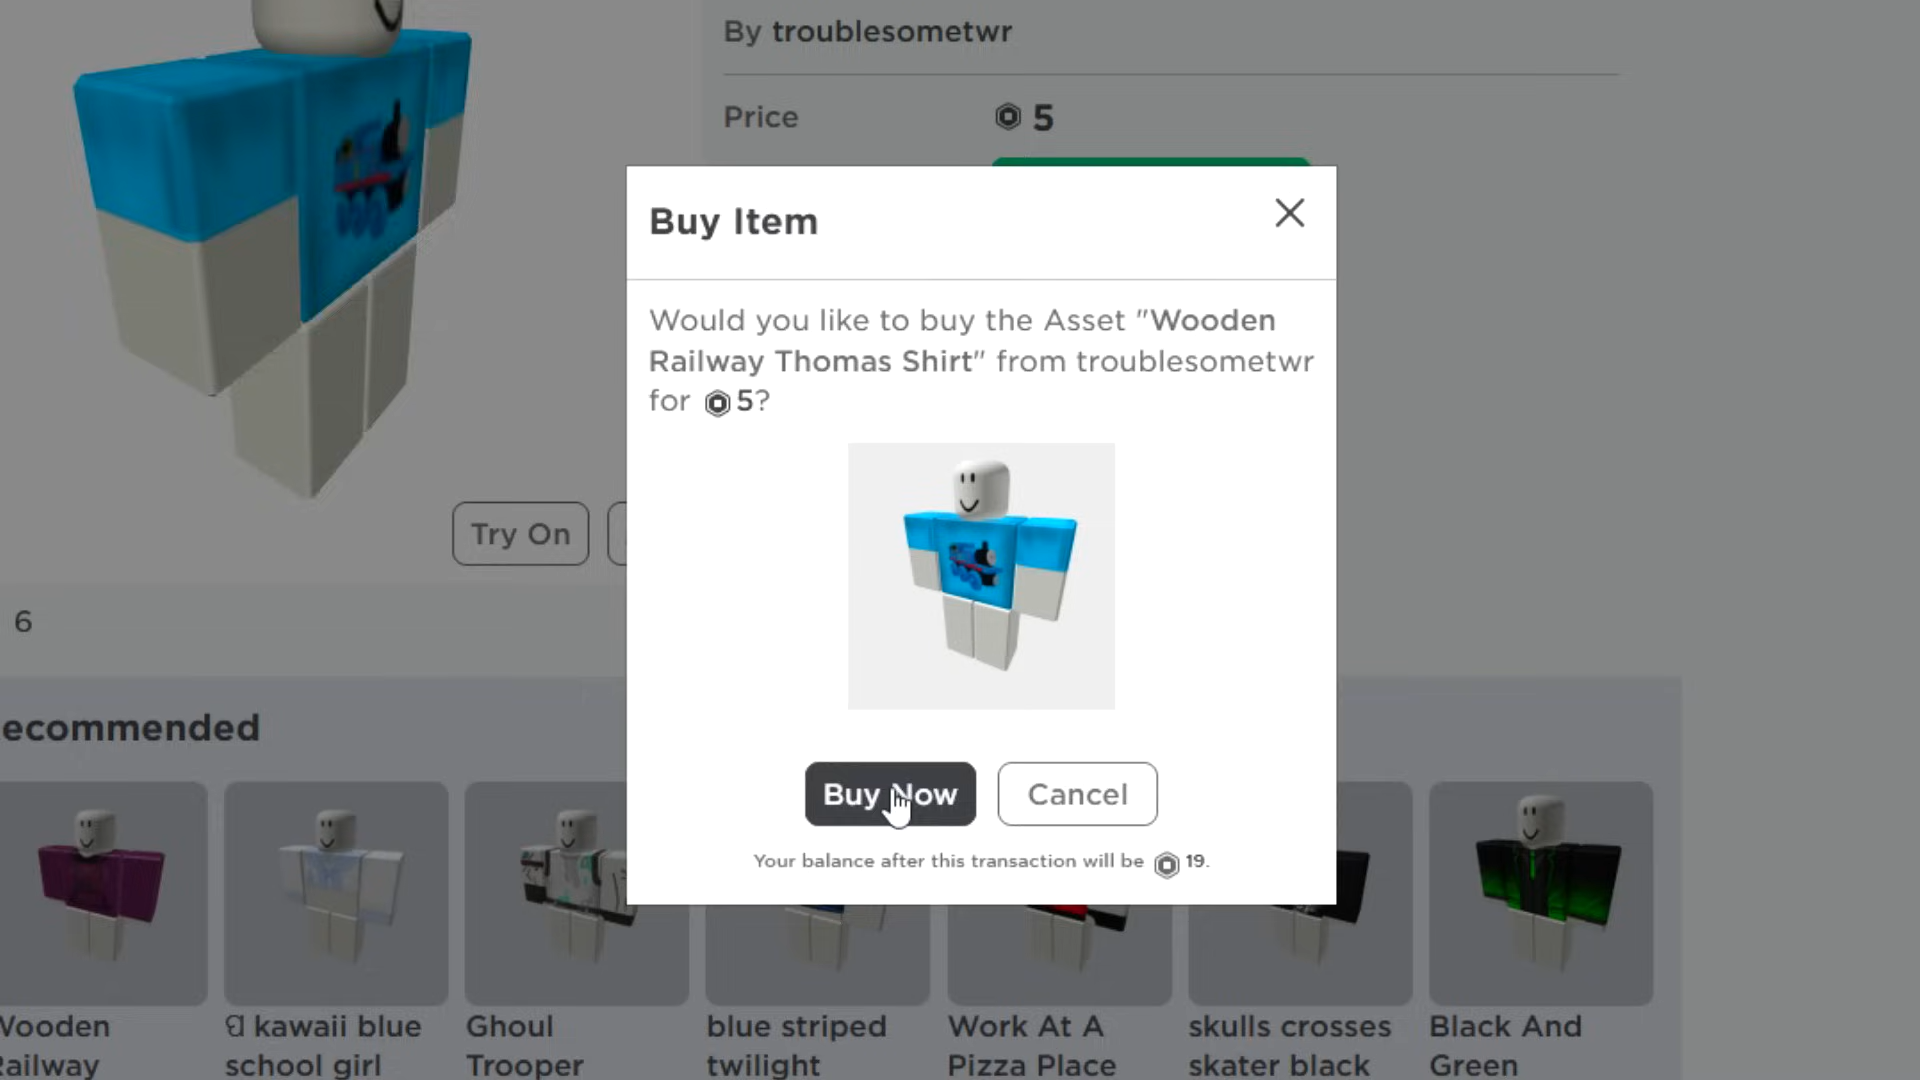 By troublesometwr
Price 5
Buy Item
Would you like to buy the Asset "Wooden
Railway Thomas Shirt" from troublesometwr
for 5?
Try On
6
ecommended
Buy Now
Cancel
Your balance after this transaction will be 19.
Wooden
Railway
kawaii blue
school girl
Ghoul
Trooper
blue striped
twilight
Work At A
Pizza Place
skulls crosses
skater black
Black And
Green